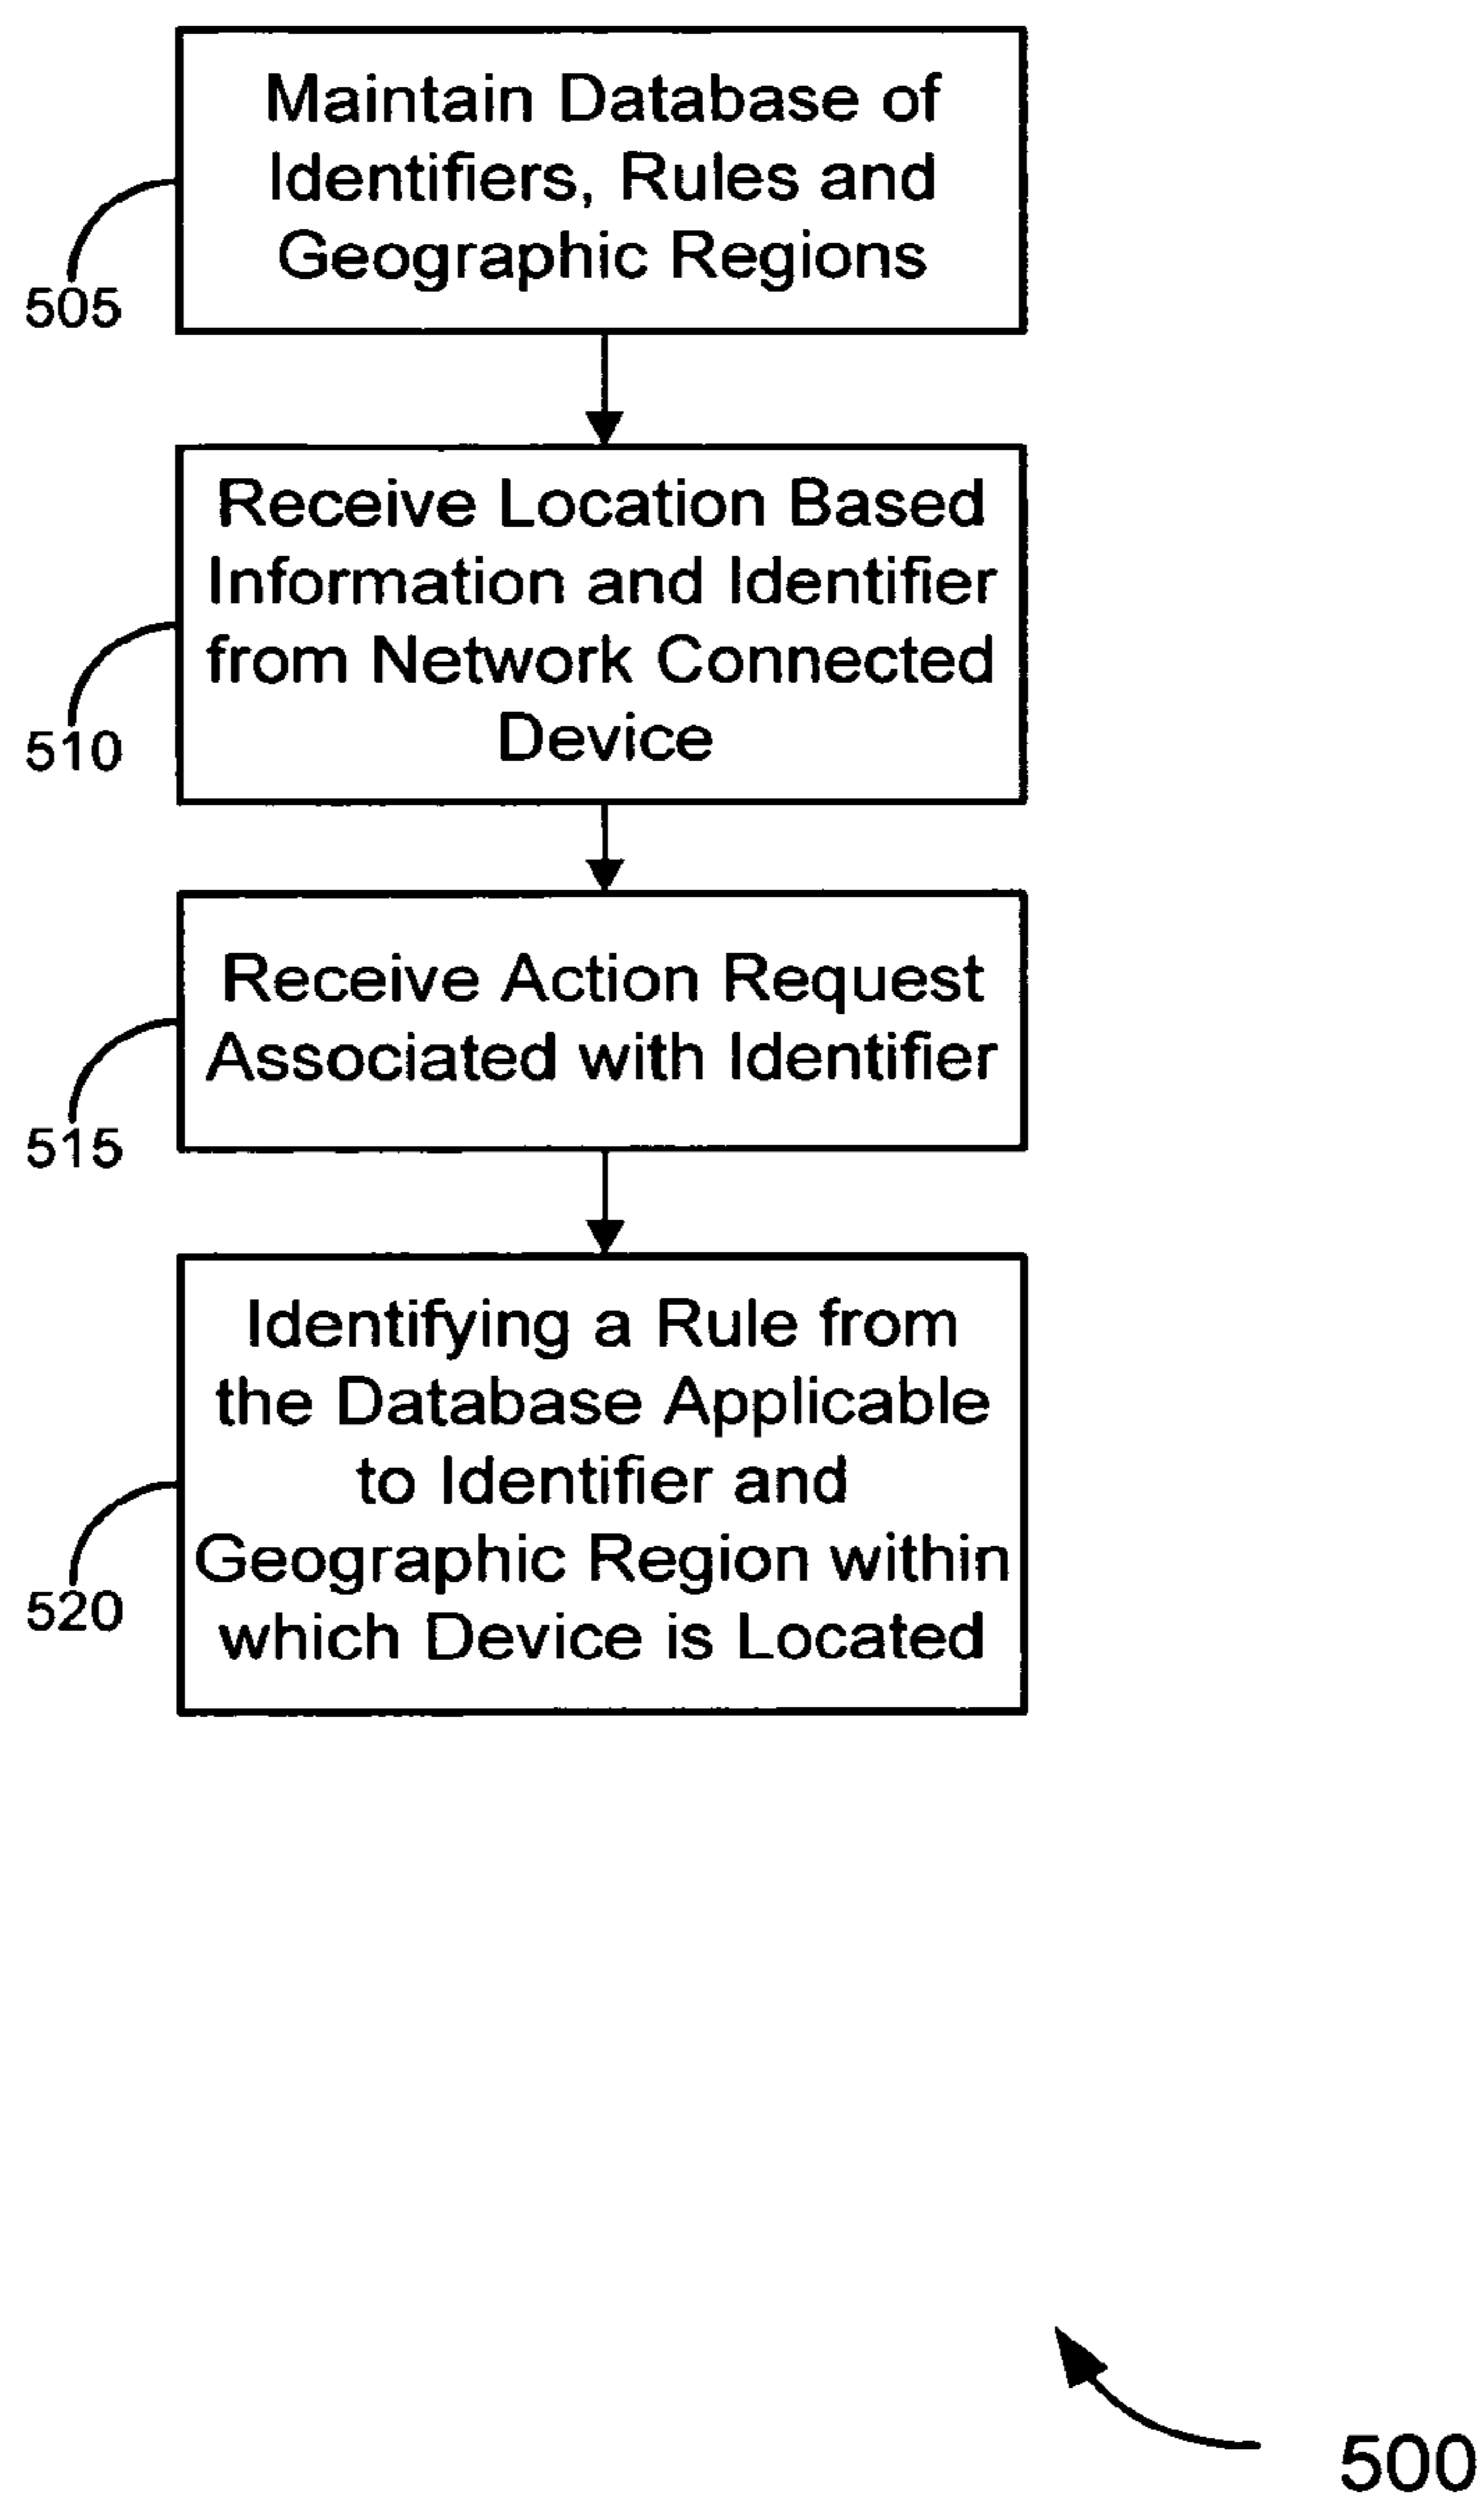 Maintain Database of
Identifiers, Rules and
Geographic Regions
505
Receive Location Based
Information and Identifier
from Network Connected
Device
510
Receive Action Request
Associated with Identifier
515
Identifying a Rule from
the Database Applicable
to Identifier and
Geographic Region within
which Device is Located
520
500